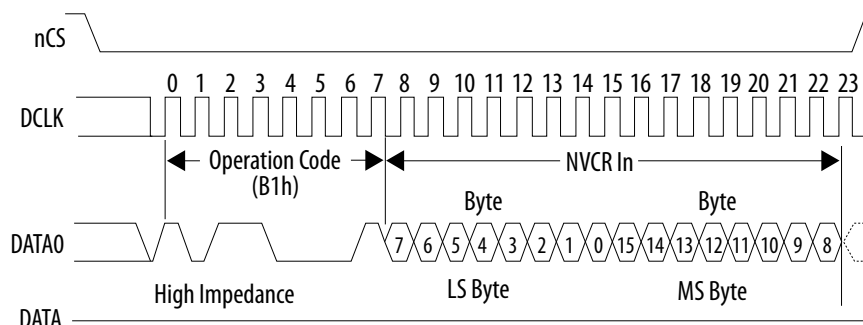 nCS
0 1 2 3 4 5 6 7 8 9 10 11 12 13 14 15 16 17 18 19 20 21 22 23
DCLK
Operation Code
(B1h)
NVCR In
Byte Byte
DATA0
7 6 5 4 3 2 1 0 15 14 13 12 11 10 9 8
High Impedance
LS Byte MS Byte
DATA